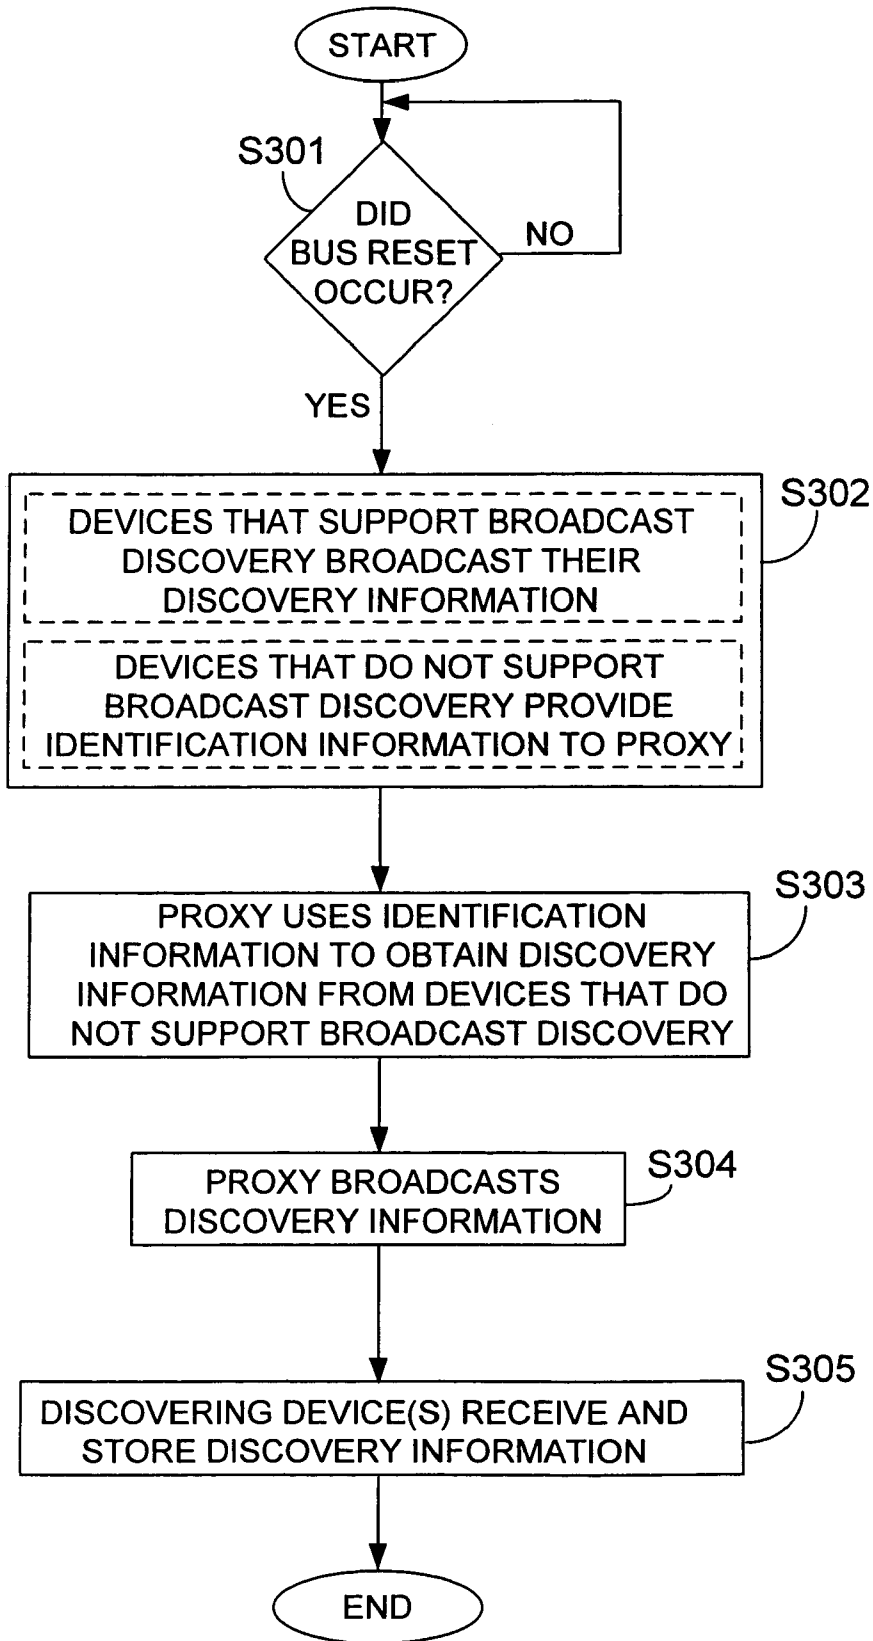 START
S301
DID
BUS RESET
OCCUR?
NO
YES
S302
DEVICES THAT SUPPORT BROADCAST
DISCOVERY BROADCAST THEIR
DISCOVERY INFORMATION
DEVICES THAT DO NOT SUPPORT
BROADCAST DISCOVERY PROVIDE
IDENTIFICATION INFORMATION TO PROXY
S303
PROXY USES IDENTIFICATION
INFORMATION TO OBTAIN DISCOVERY
INFORMATION FROM DEVICES THAT DO
NOT SUPPORT BROADCAST DISCOVERY
S304
PROXY BROADCASTS
DISCOVERY INFORMATION
S305
DISCOVERING DEVICE(S) RECEIVE AND
STORE DISCOVERY INFORMATION
END